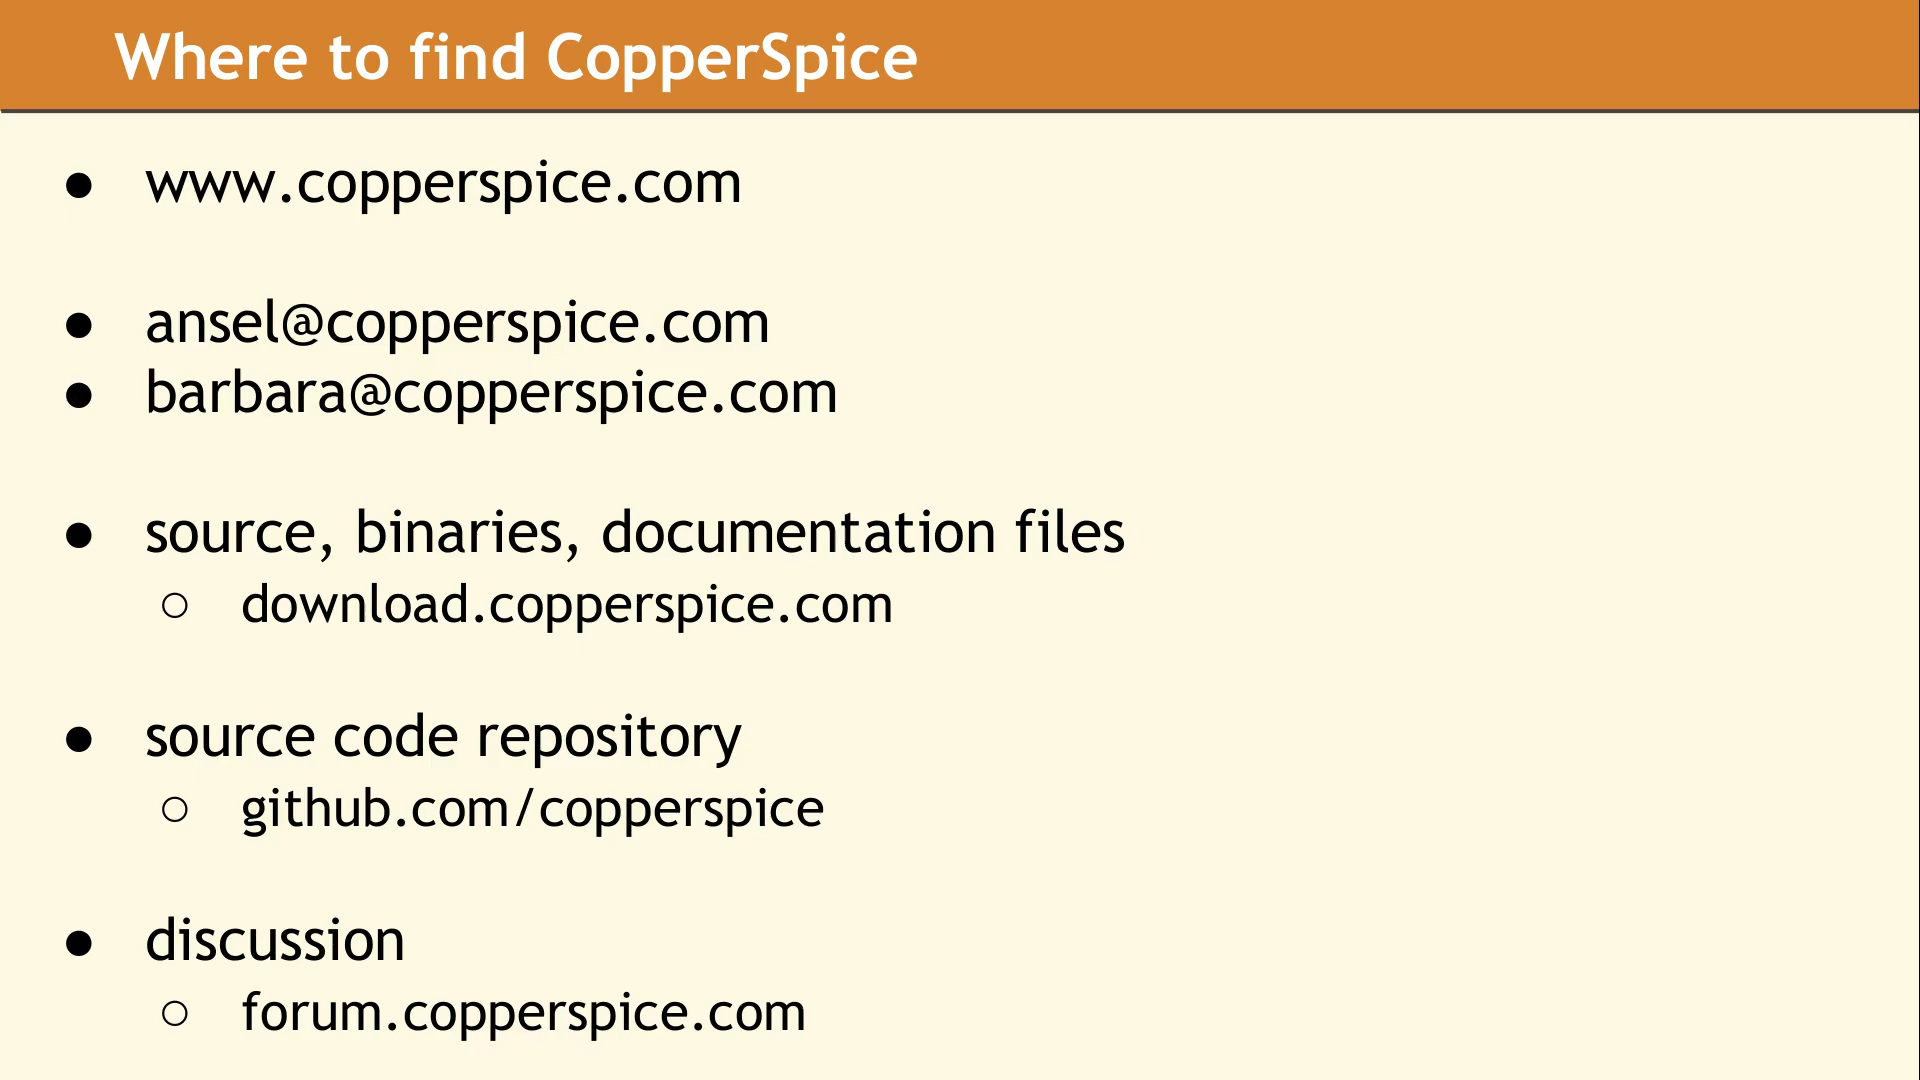 Where to find CopperSpice
● www.copperspice.com
● ansel@copperspice.com
● barbara@copperspice.com
● source, binaries, documentation files
○ download.copperspice.com
● source code repository
○ github.com/copperspice
● discussion
○ forum.copperspice.com